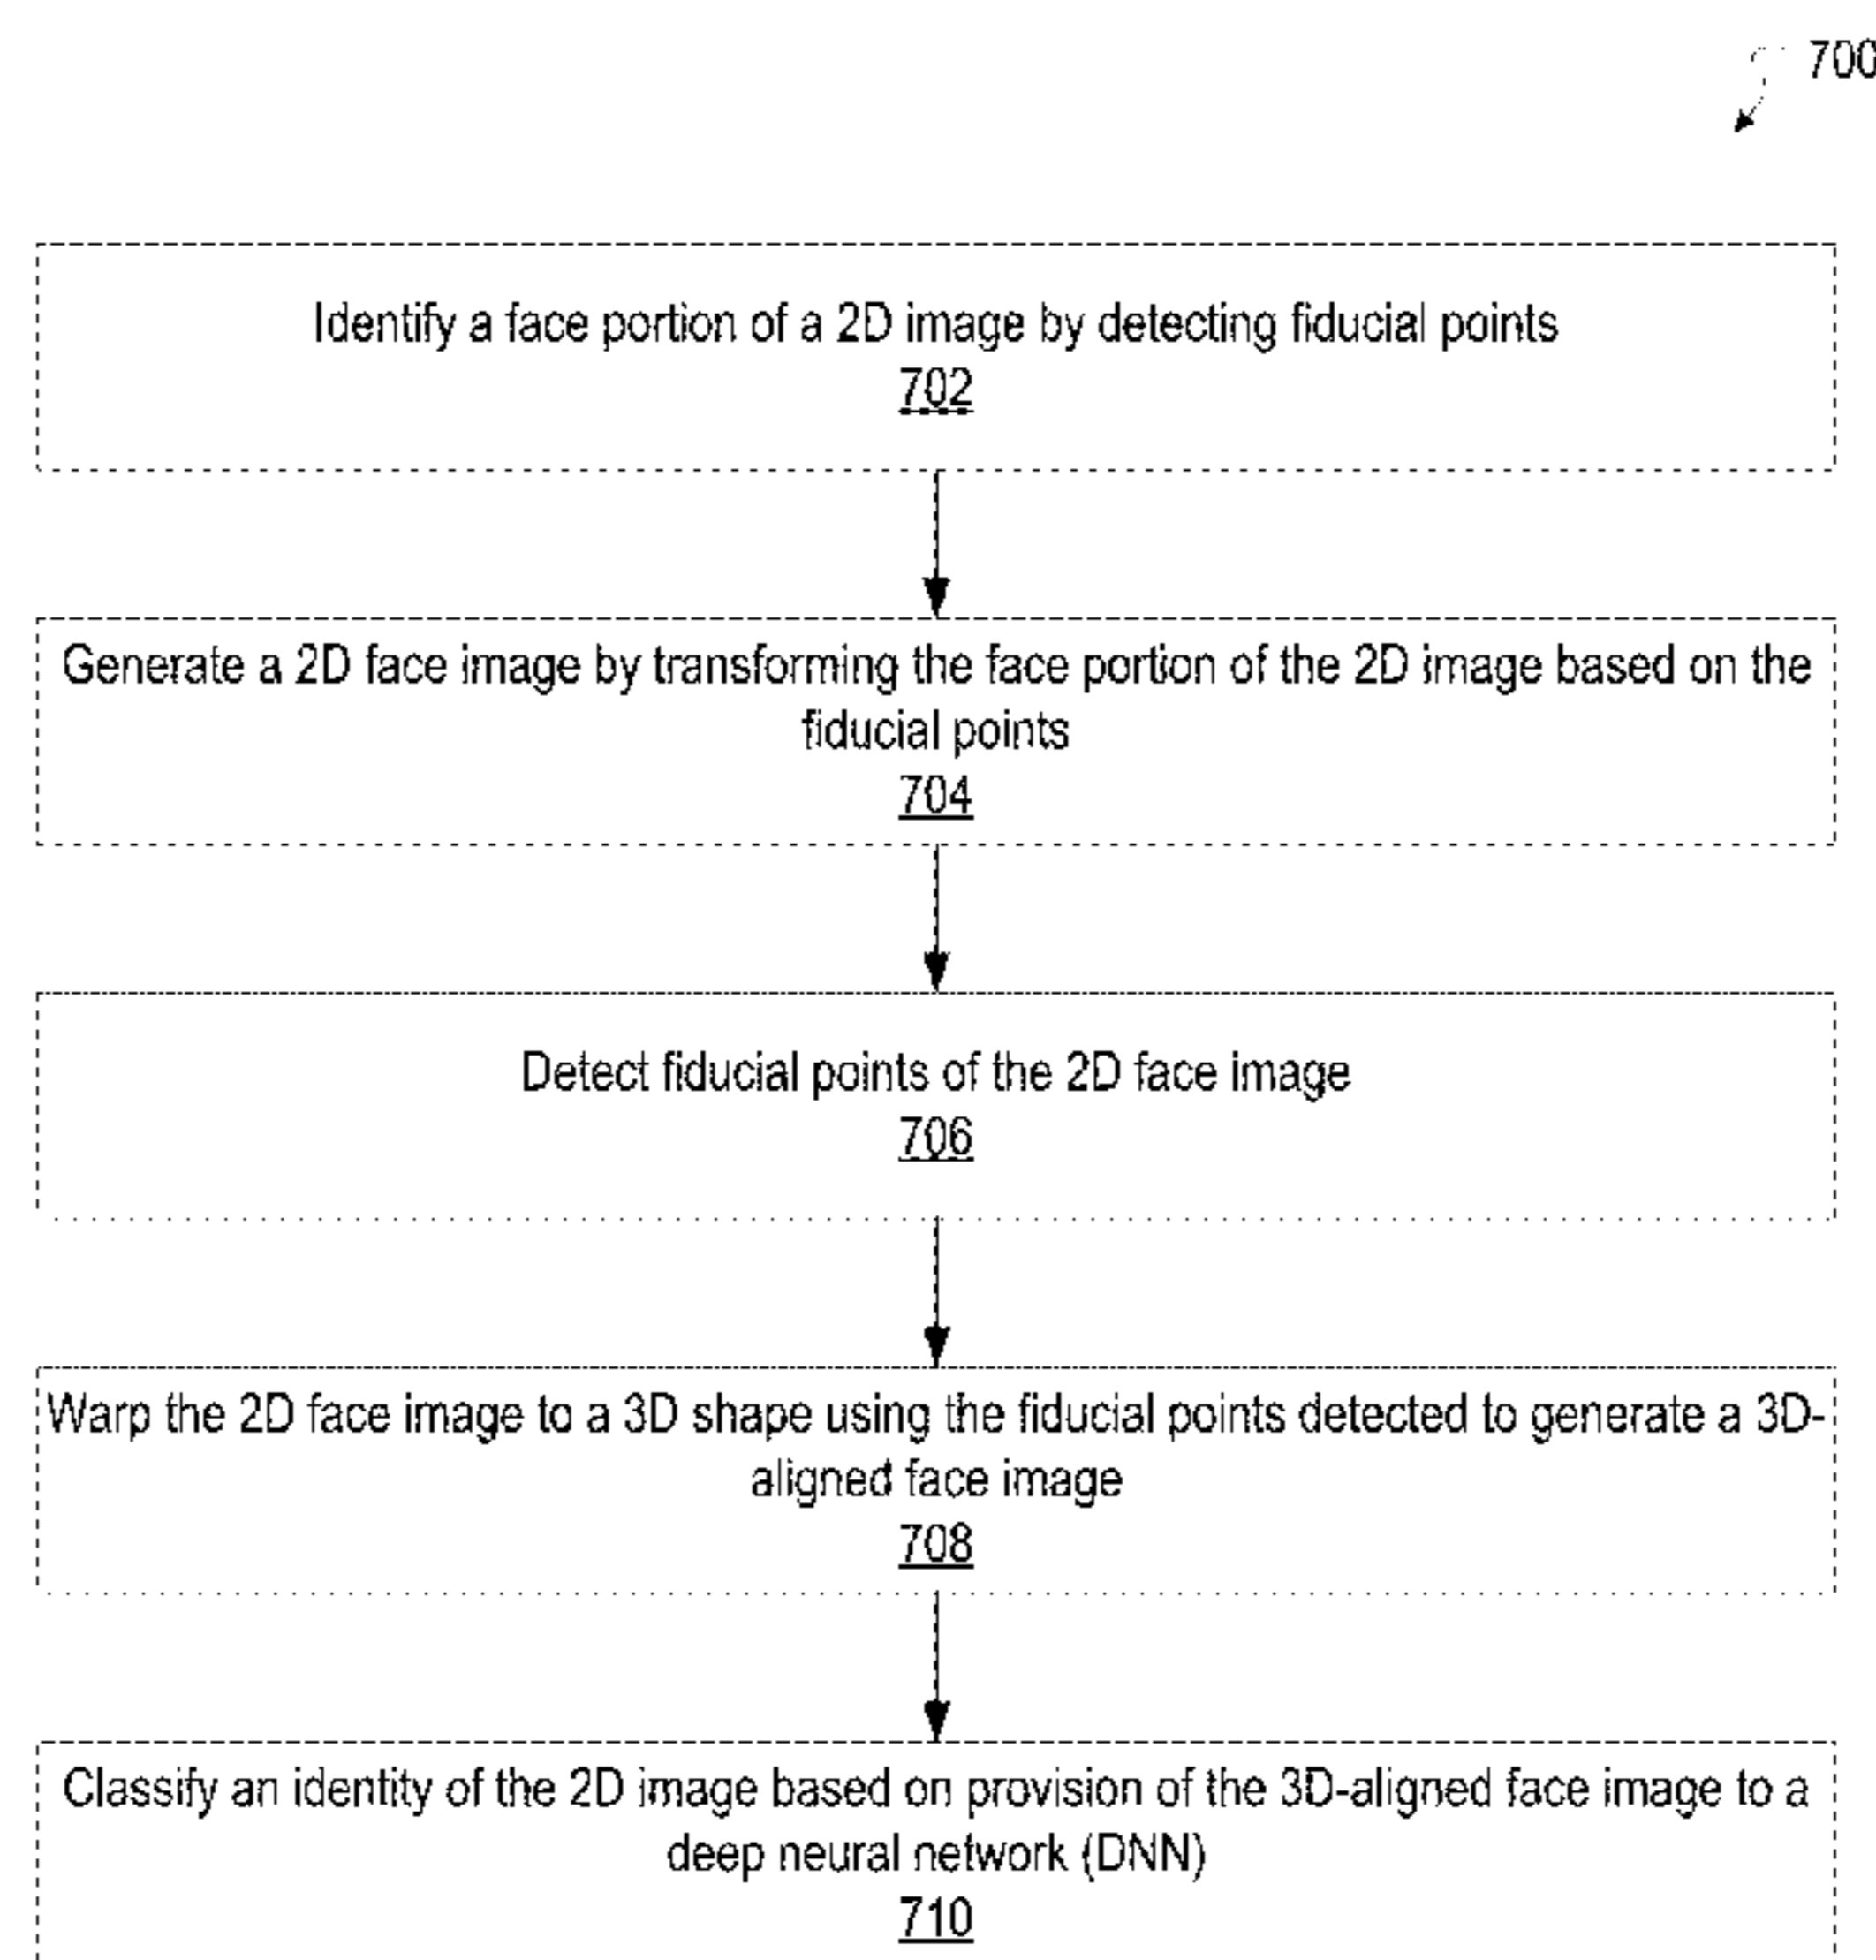 700
Identify a face portion of a 2D image by detecting fiducial points
702
Generate a 2D face image by transforming the face portion of the 2D image based on the
fiducial points
704
Detect fiducial points of the 2D face image
706
Warp the 2D face image to a 3D shape using the fiducial points detected to generate a 3D-
aligned face image
708
Classify an identity of the 2D image based on provision of the 3D-aligned face image to a
deep neural network (DNN)
710